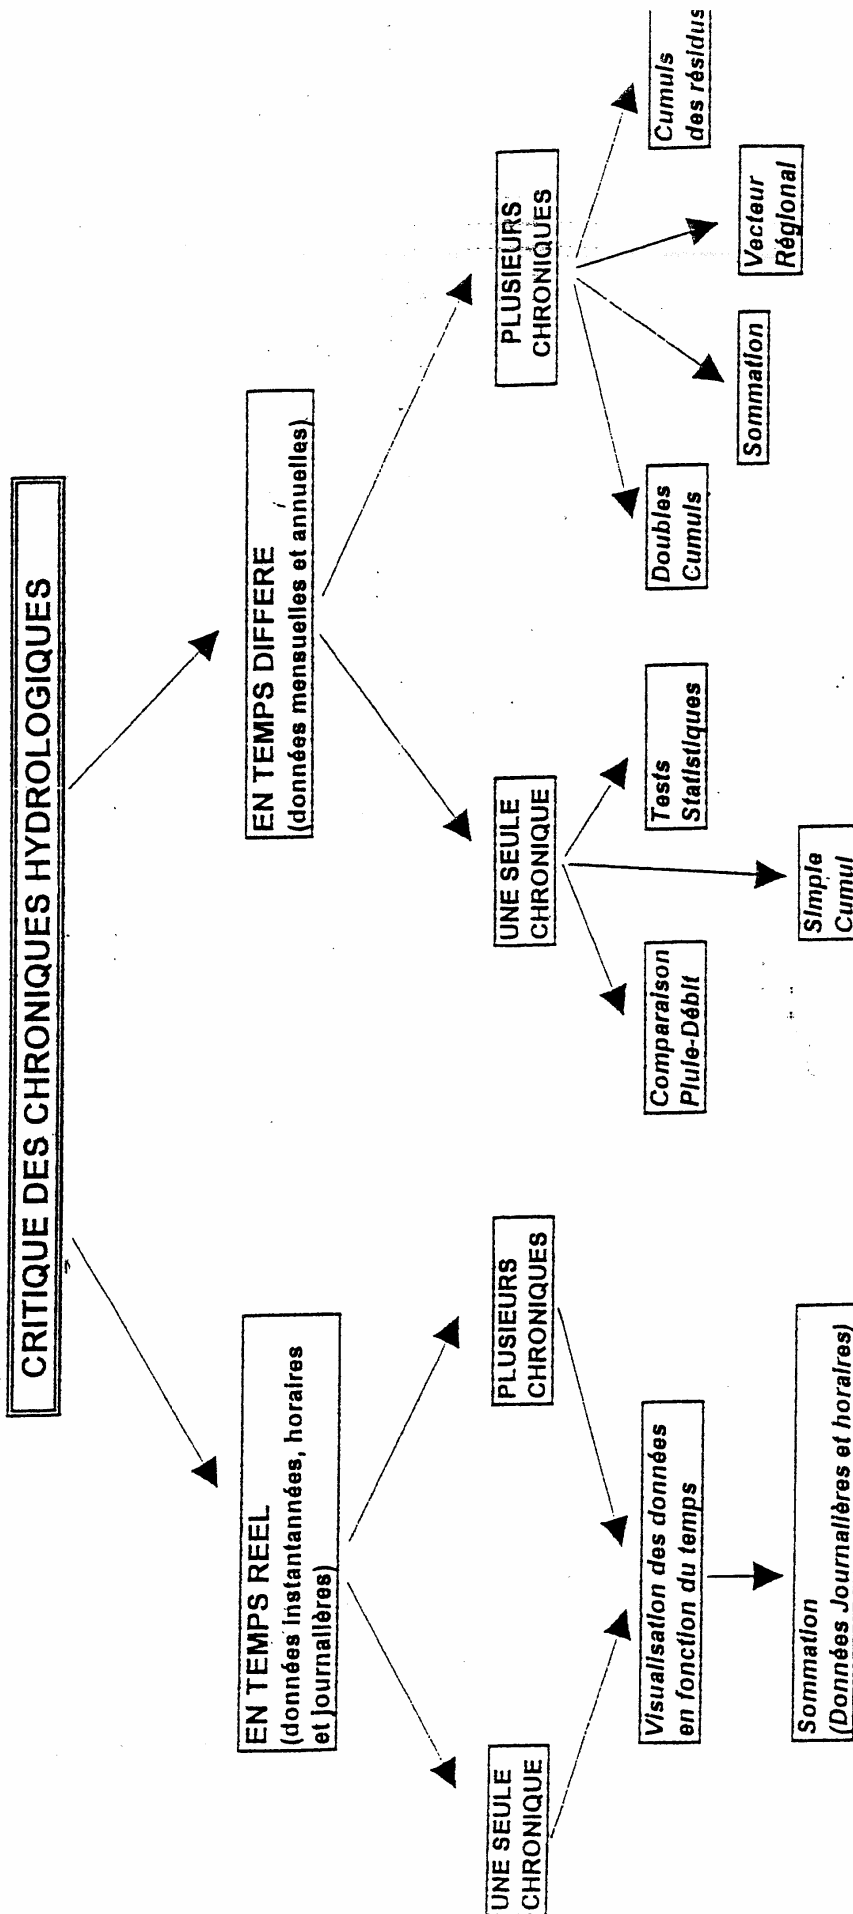 CRITIQUE DES CHRONIQUES HYDROLOGIQUES
EN TEMPS REEL
(données instantannées, horaires
et journalières)
EN TEMPS DIFFERE
(données mensuelles et annuelles)
UNE SEULE
CHRONIQUE
PLUSIEURS
CHRONIQUES
UNE SEULE
CHRONIQUE
PLUSIEURS
CHRONIQUES
Visualisation des données
en fonction du temps
Comparaison
Pluie-Débit
Tests
Statistiques
Doubles
Cumuls
Cumuls
des résidus
Sommation
Vecteur
Régional
Sommation
(Données Journalières et horaires)
Simple
Cumul